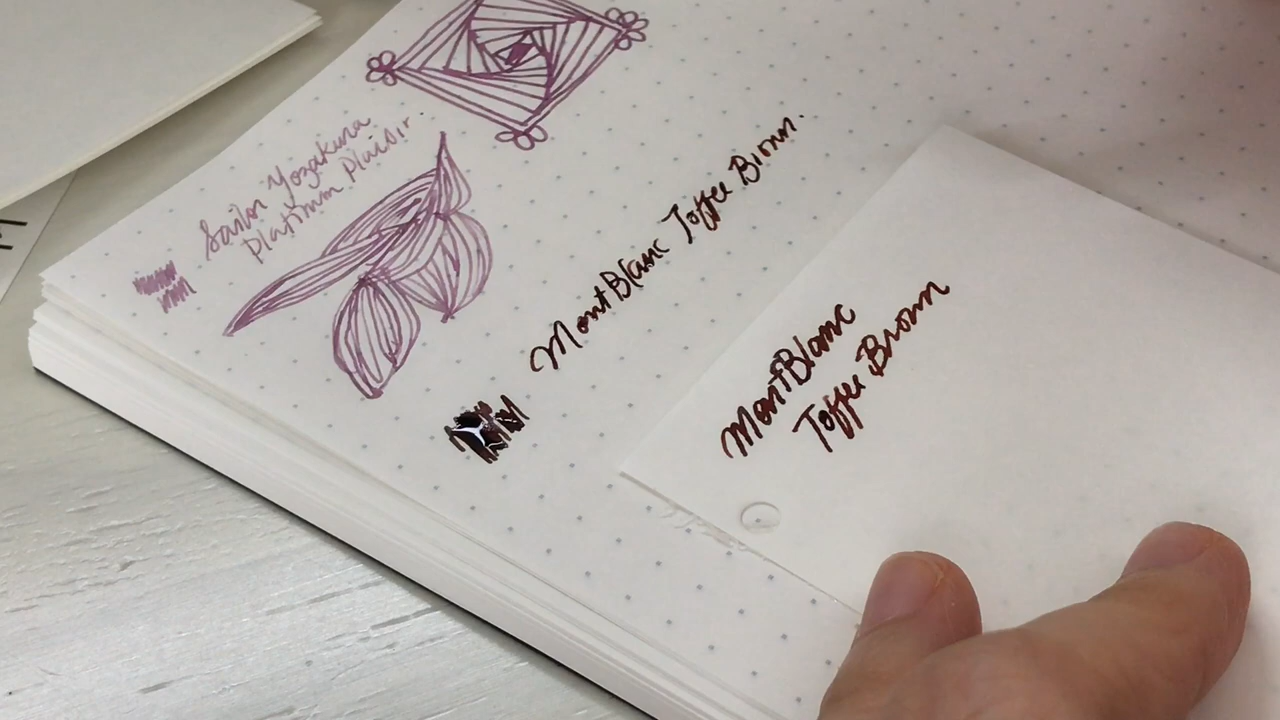 Sailor Yozakura
Platinum Plaisir
MontBlanc Toffee Brown.
MontBlanc
Toffee Brown